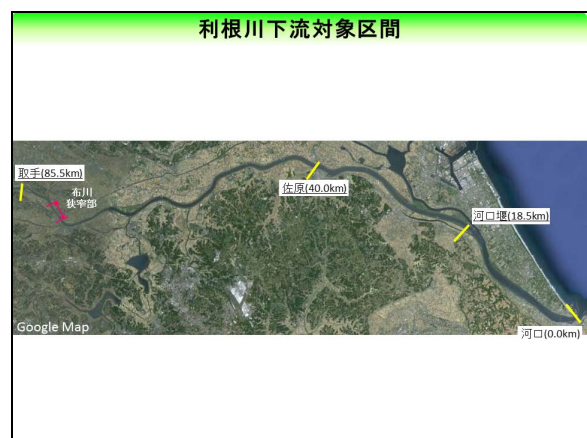 利根川下流対象区間
取手(85.5km)
布川
狭窄部
佐原(40.0km)
河口堰(18.5km)
Google Map
河口(0.0km)